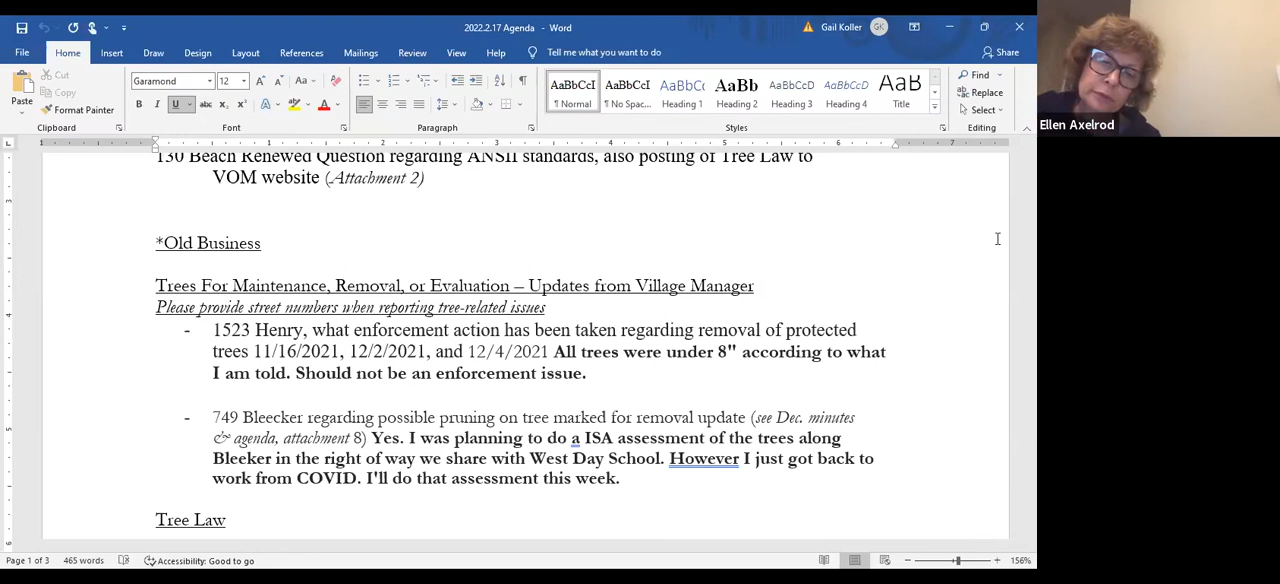 2022.2.17 Agenda - Word
Gail Koller GK
File Home Insert Draw Design Layout References Mailings Review View Help Tell me what you want to do Share
Paste Cut Copy Format Painter
Garamond 12
Clipboard Font Paragraph Styles Editing
AaBbCcI ¶ Normal
AaBbCcI ¶ No Spac...
AaBbCc Heading 1
AaBb Heading 2
AaBbCcD Heading 3
AaBbCcD Heading 4
AaB Title
Find
Replace
Select
Ellen Axelrod
130 Beach Renewed Question regarding ANSII standards, also posting of Tree Law to
VOM website (Attachment 2)
*Old Business
Trees For Maintenance, Removal, or Evaluation – Updates from Village Manager
Please provide street numbers when reporting tree-related issues
- 1523 Henry, what enforcement action has been taken regarding removal of protected
trees 11/16/2021, 12/2/2021, and 12/4/2021 All trees were under 8" according to what
I am told. Should not be an enforcement issue.
- 749 Bleecker regarding possible pruning on tree marked for removal update (see Dec. minutes
& agenda, attachment 8) Yes. I was planning to do a ISA assessment of the trees along
Bleeker in the right of way we share with West Day School. However I just got back to
work from COVID. I'll do that assessment this week.
Tree Law
Page 1 of 3 465 words Accessibility: Good to go 156%